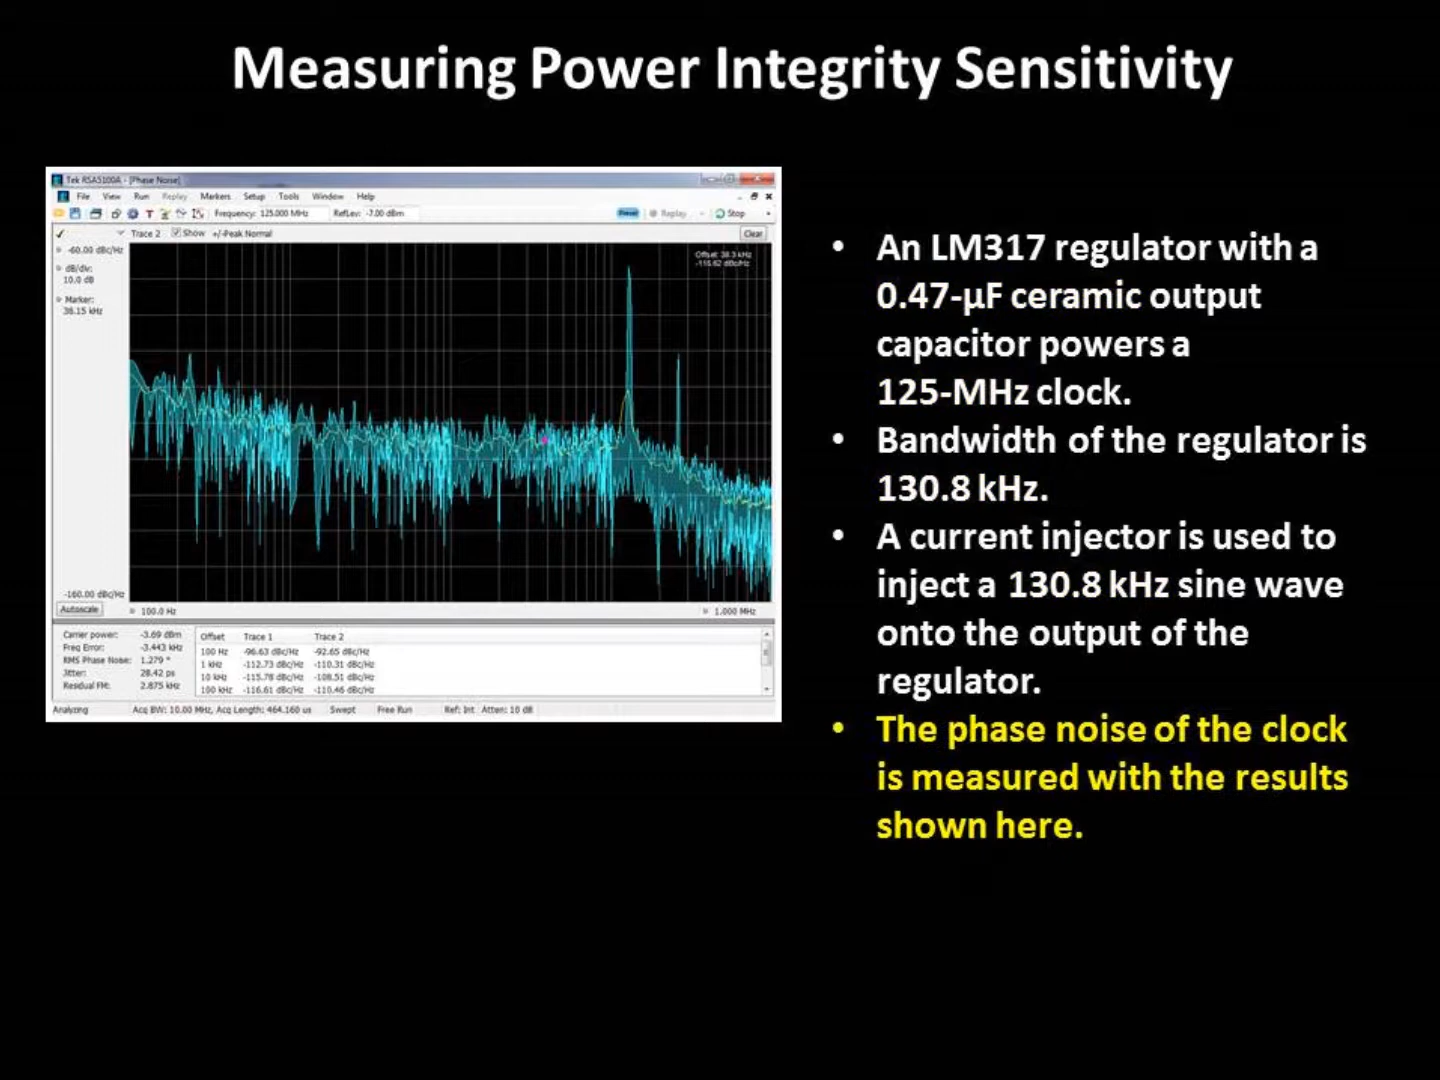 Measuring Power Integrity Sensitivity
Tek RSA5100A - [Phase Noise]
File View Run Replay Markers Setup Tools Window Help
Frequency: 125.000 MHz RefLev: -7.00 dBm Preset Replay Stop
Trace 2 Show +/-Peak Normal Clear
-60.00 dBc/Hz
dB/div:
10.0 dB
Marker:
38.15 kHz
Offset: 38.3 kHz
-115.62 dBc/Hz
-160.00 dBc/Hz
Autoscale 100.0 Hz 1.000 MHz
Carrier power: -3.69 dBm
Freq Error: -3.443 kHz
RMS Phase Noise: 1.279 °
Jitter: 28.42 ps
Residual FM: 2.875 kHz
Offset Trace 1 Trace 2
100 Hz -96.63 dBc/Hz -92.65 dBc/Hz
1 kHz -112.73 dBc/Hz -110.31 dBc/Hz
10 kHz -115.78 dBc/Hz -108.51 dBc/Hz
100 kHz -116.61 dBc/Hz -110.46 dBc/Hz
Analyzing Acq BW: 10.00 MHz, Acq Length: 464.160 us Swept Free Run Ref: Int Atten: 10 dB
• An LM317 regulator with a
0.47-µF ceramic output
capacitor powers a
125-MHz clock.
• Bandwidth of the regulator is
130.8 kHz.
• A current injector is used to
inject a 130.8 kHz sine wave
onto the output of the
regulator.
• The phase noise of the clock
is measured with the results
shown here.